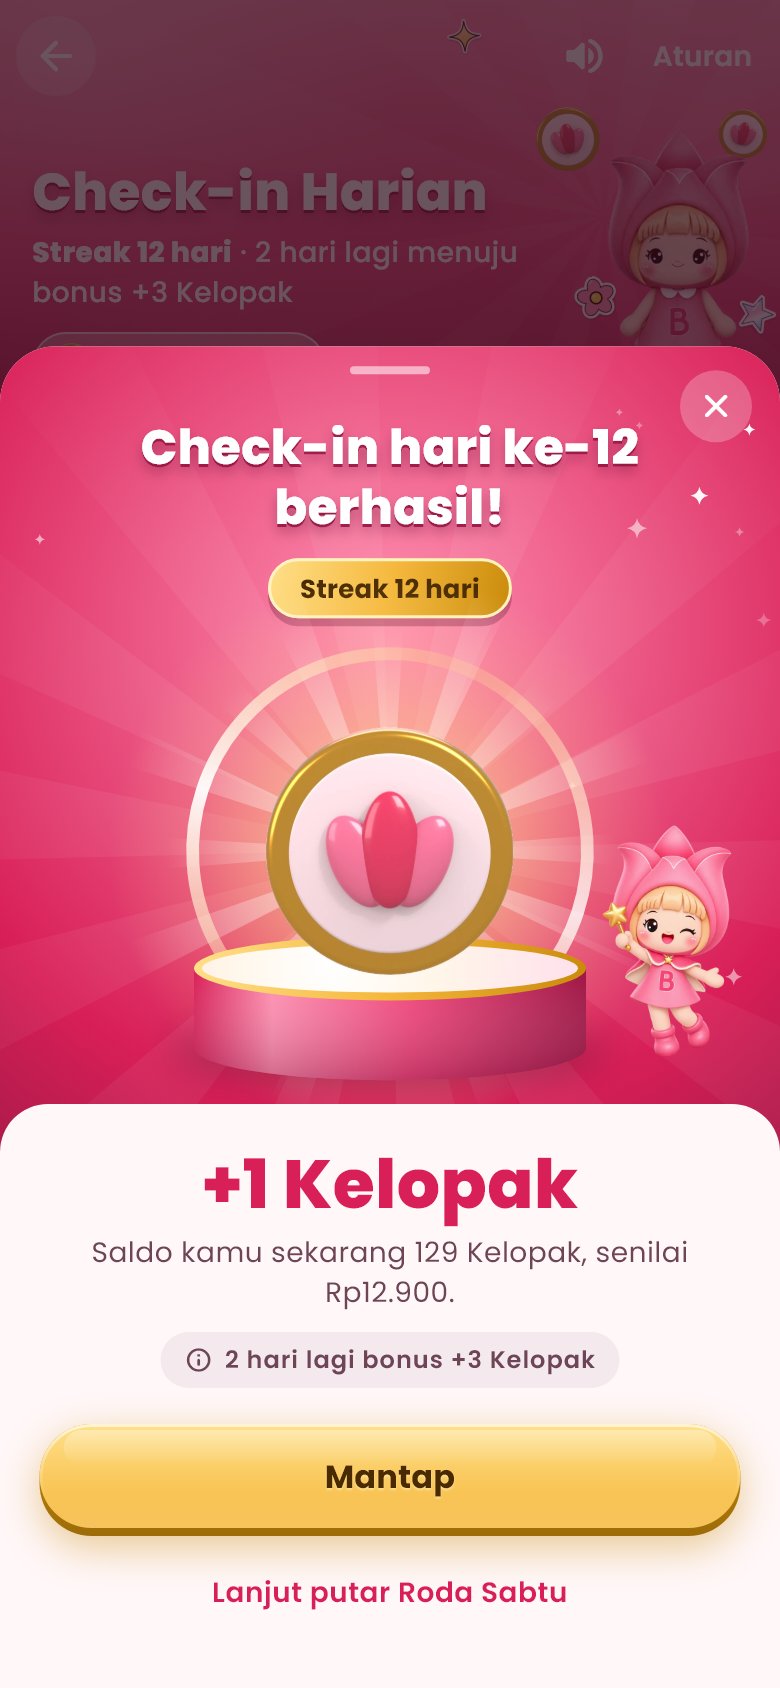 Aturan
Check-in Harian
Streak 12 hari · 2 hari lagi menuju
bonus +3 Kelopak
B
Check-in hari ke-12
berhasil!
Streak 12 hari
B
+1 Kelopak
Saldo kamu sekarang 129 Kelopak, senilai
Rp12.900.
2 hari lagi bonus +3 Kelopak
Mantap
Lanjut putar Roda Sabtu